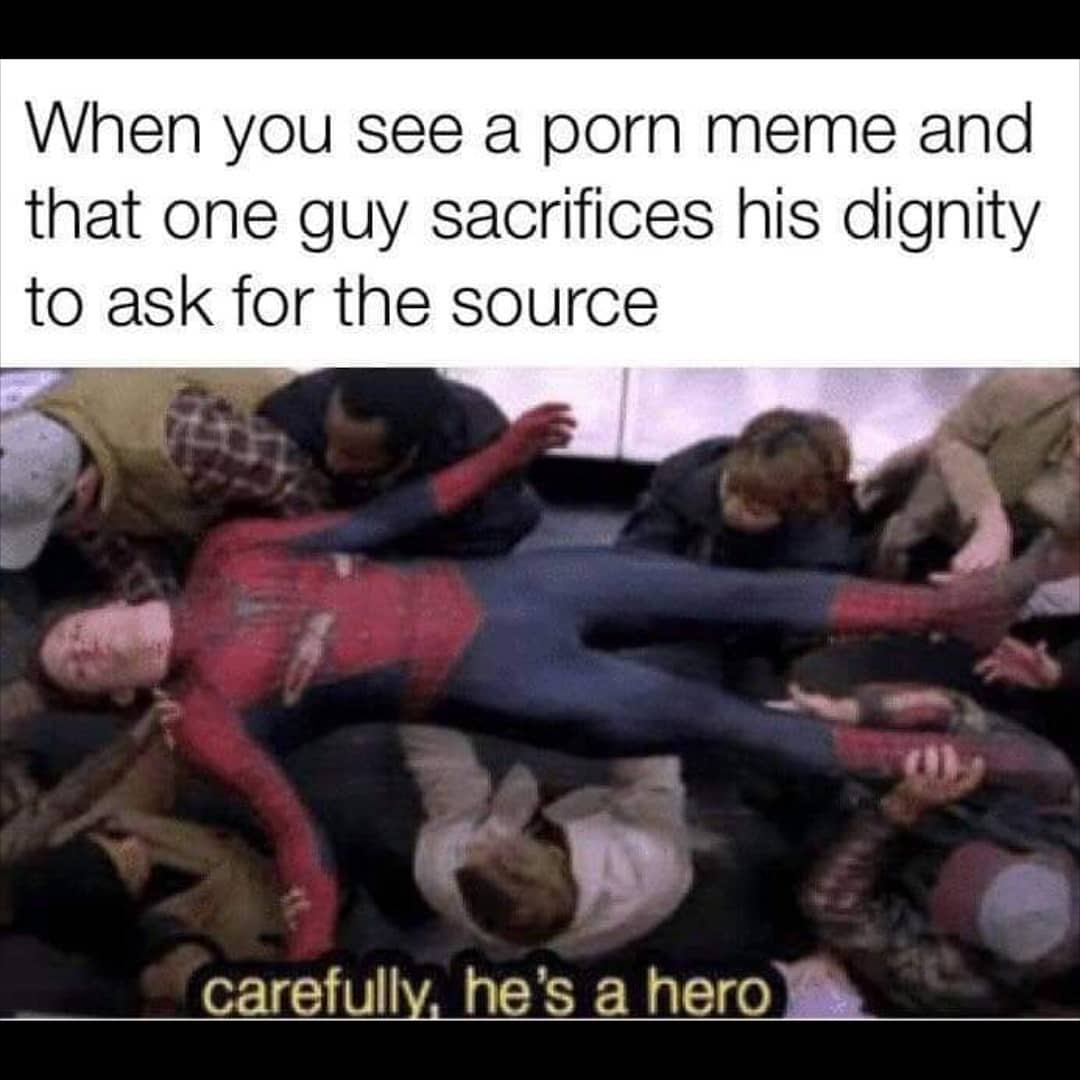 When you see a porn meme and
that one guy sacrifices his dignity
to ask for the source
carefully, he's a hero